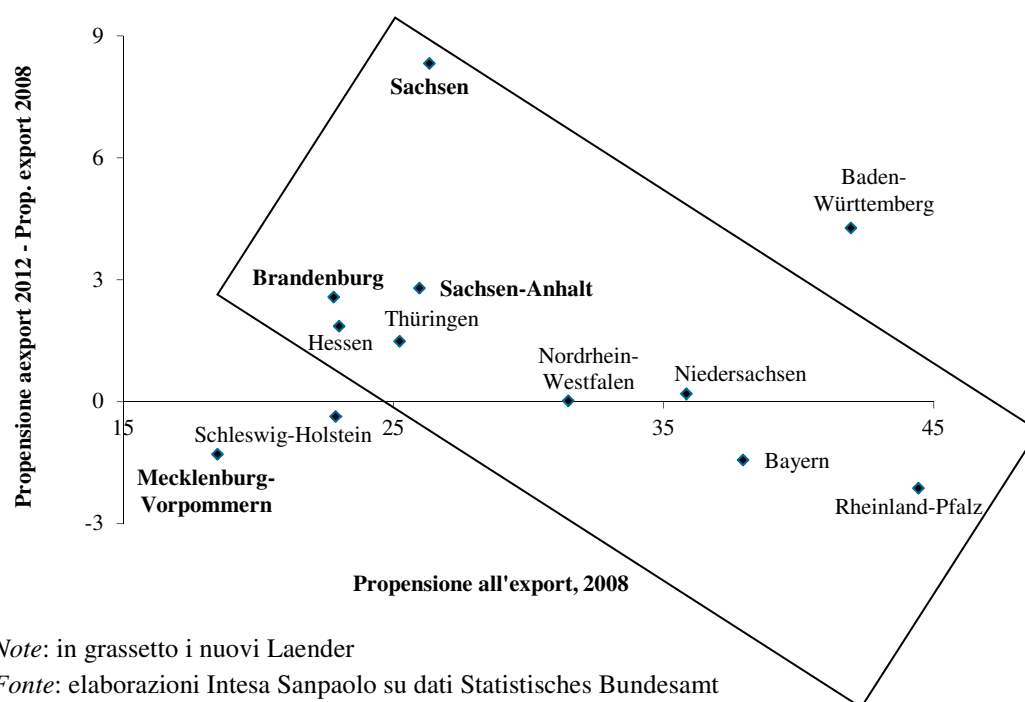 Propensione aexport 2012 - Prop. export 2008
9
6
3
0
-3
Sachsen
Baden-
Württemberg
Brandenburg
Sachsen-Anhalt
Thüringen
Hessen
Nordrhein-
Westfalen
Niedersachsen
15
25
35
45
Schleswig-Holstein
Mecklenburg-
Vorpommern
Bayern
Rheinland-Pfalz
Propensione all'export, 2008
Note: in grassetto i nuovi Laender
Fonte: elaborazioni Intesa Sanpaolo su dati Statistisches Bundesamt